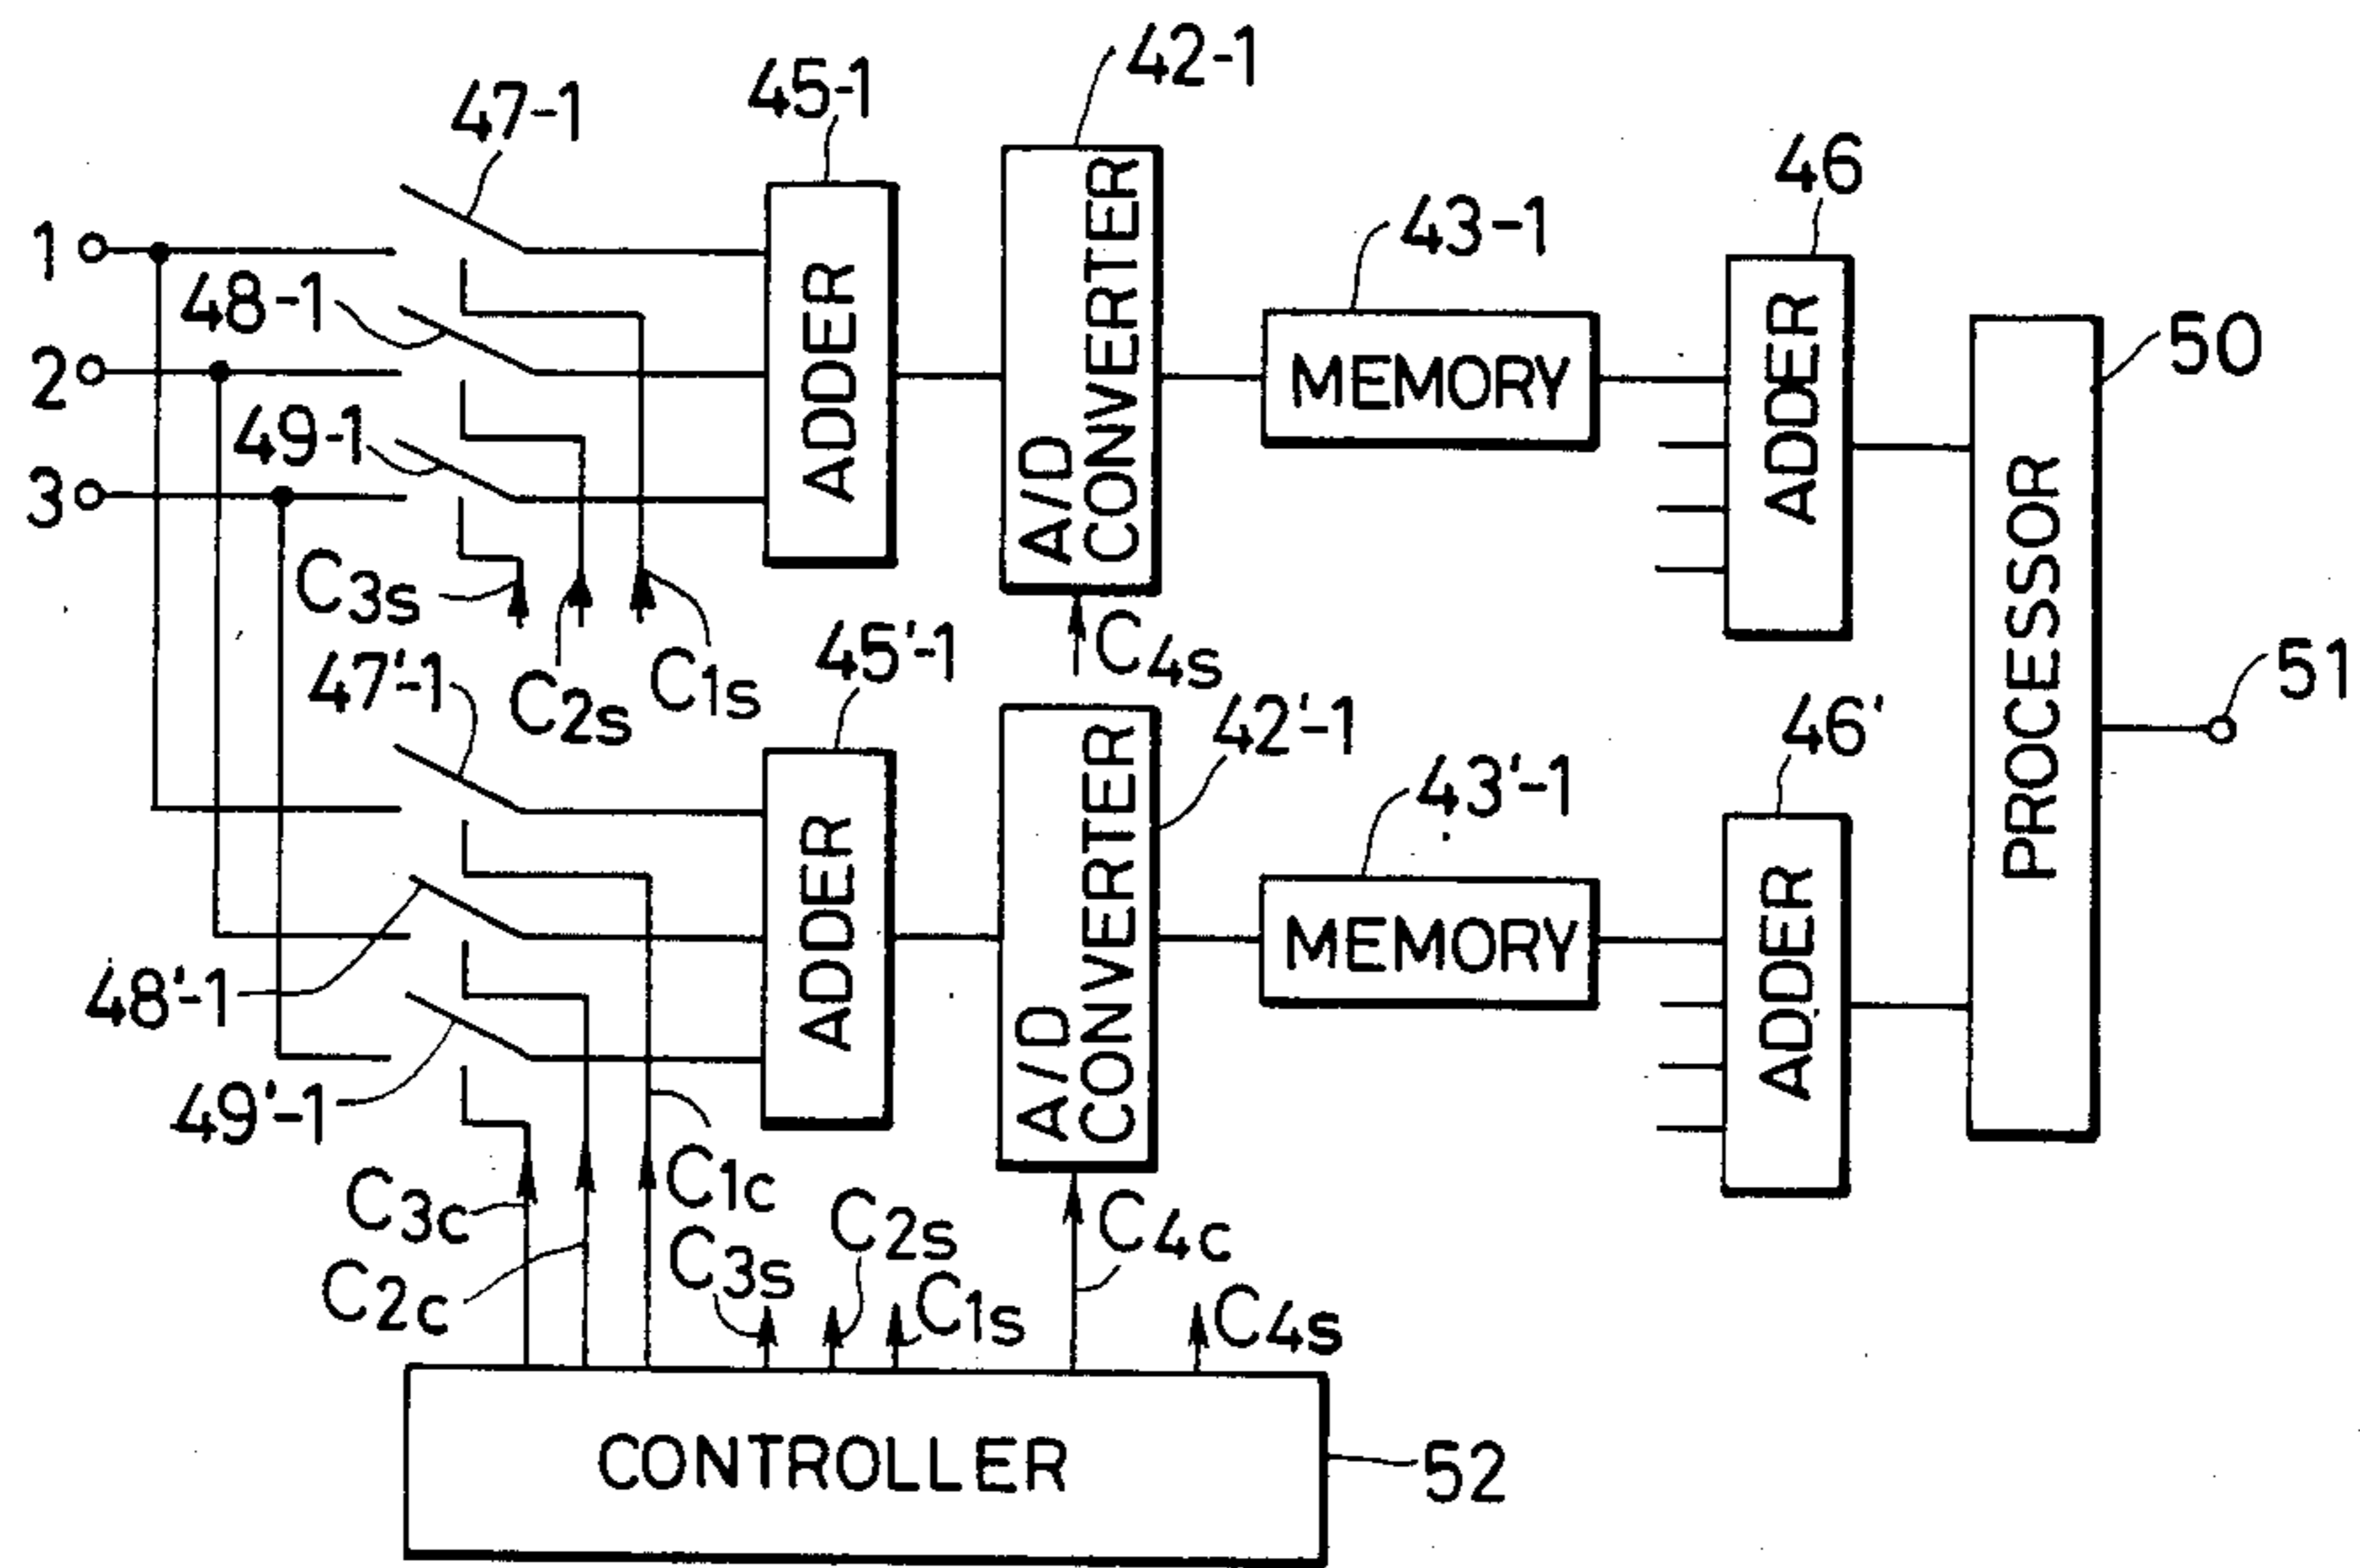 42-1
45-1
47-1
46
43-1
1
48-1
50
2
49-1
3
ADDER
A/D CONVERTER
MEMORY
ADDER
PROCESSOR
C3s
C2s
C1s
C4s
51
45'-1
47'-1
42'-1
46'
43'-1
ADDER
A/D CONVERTER
MEMORY
ADDER
48'-1
49'-1
C3c
C1c
C2s
C4c
C2c
C3s
C1s
C4s
CONTROLLER
52